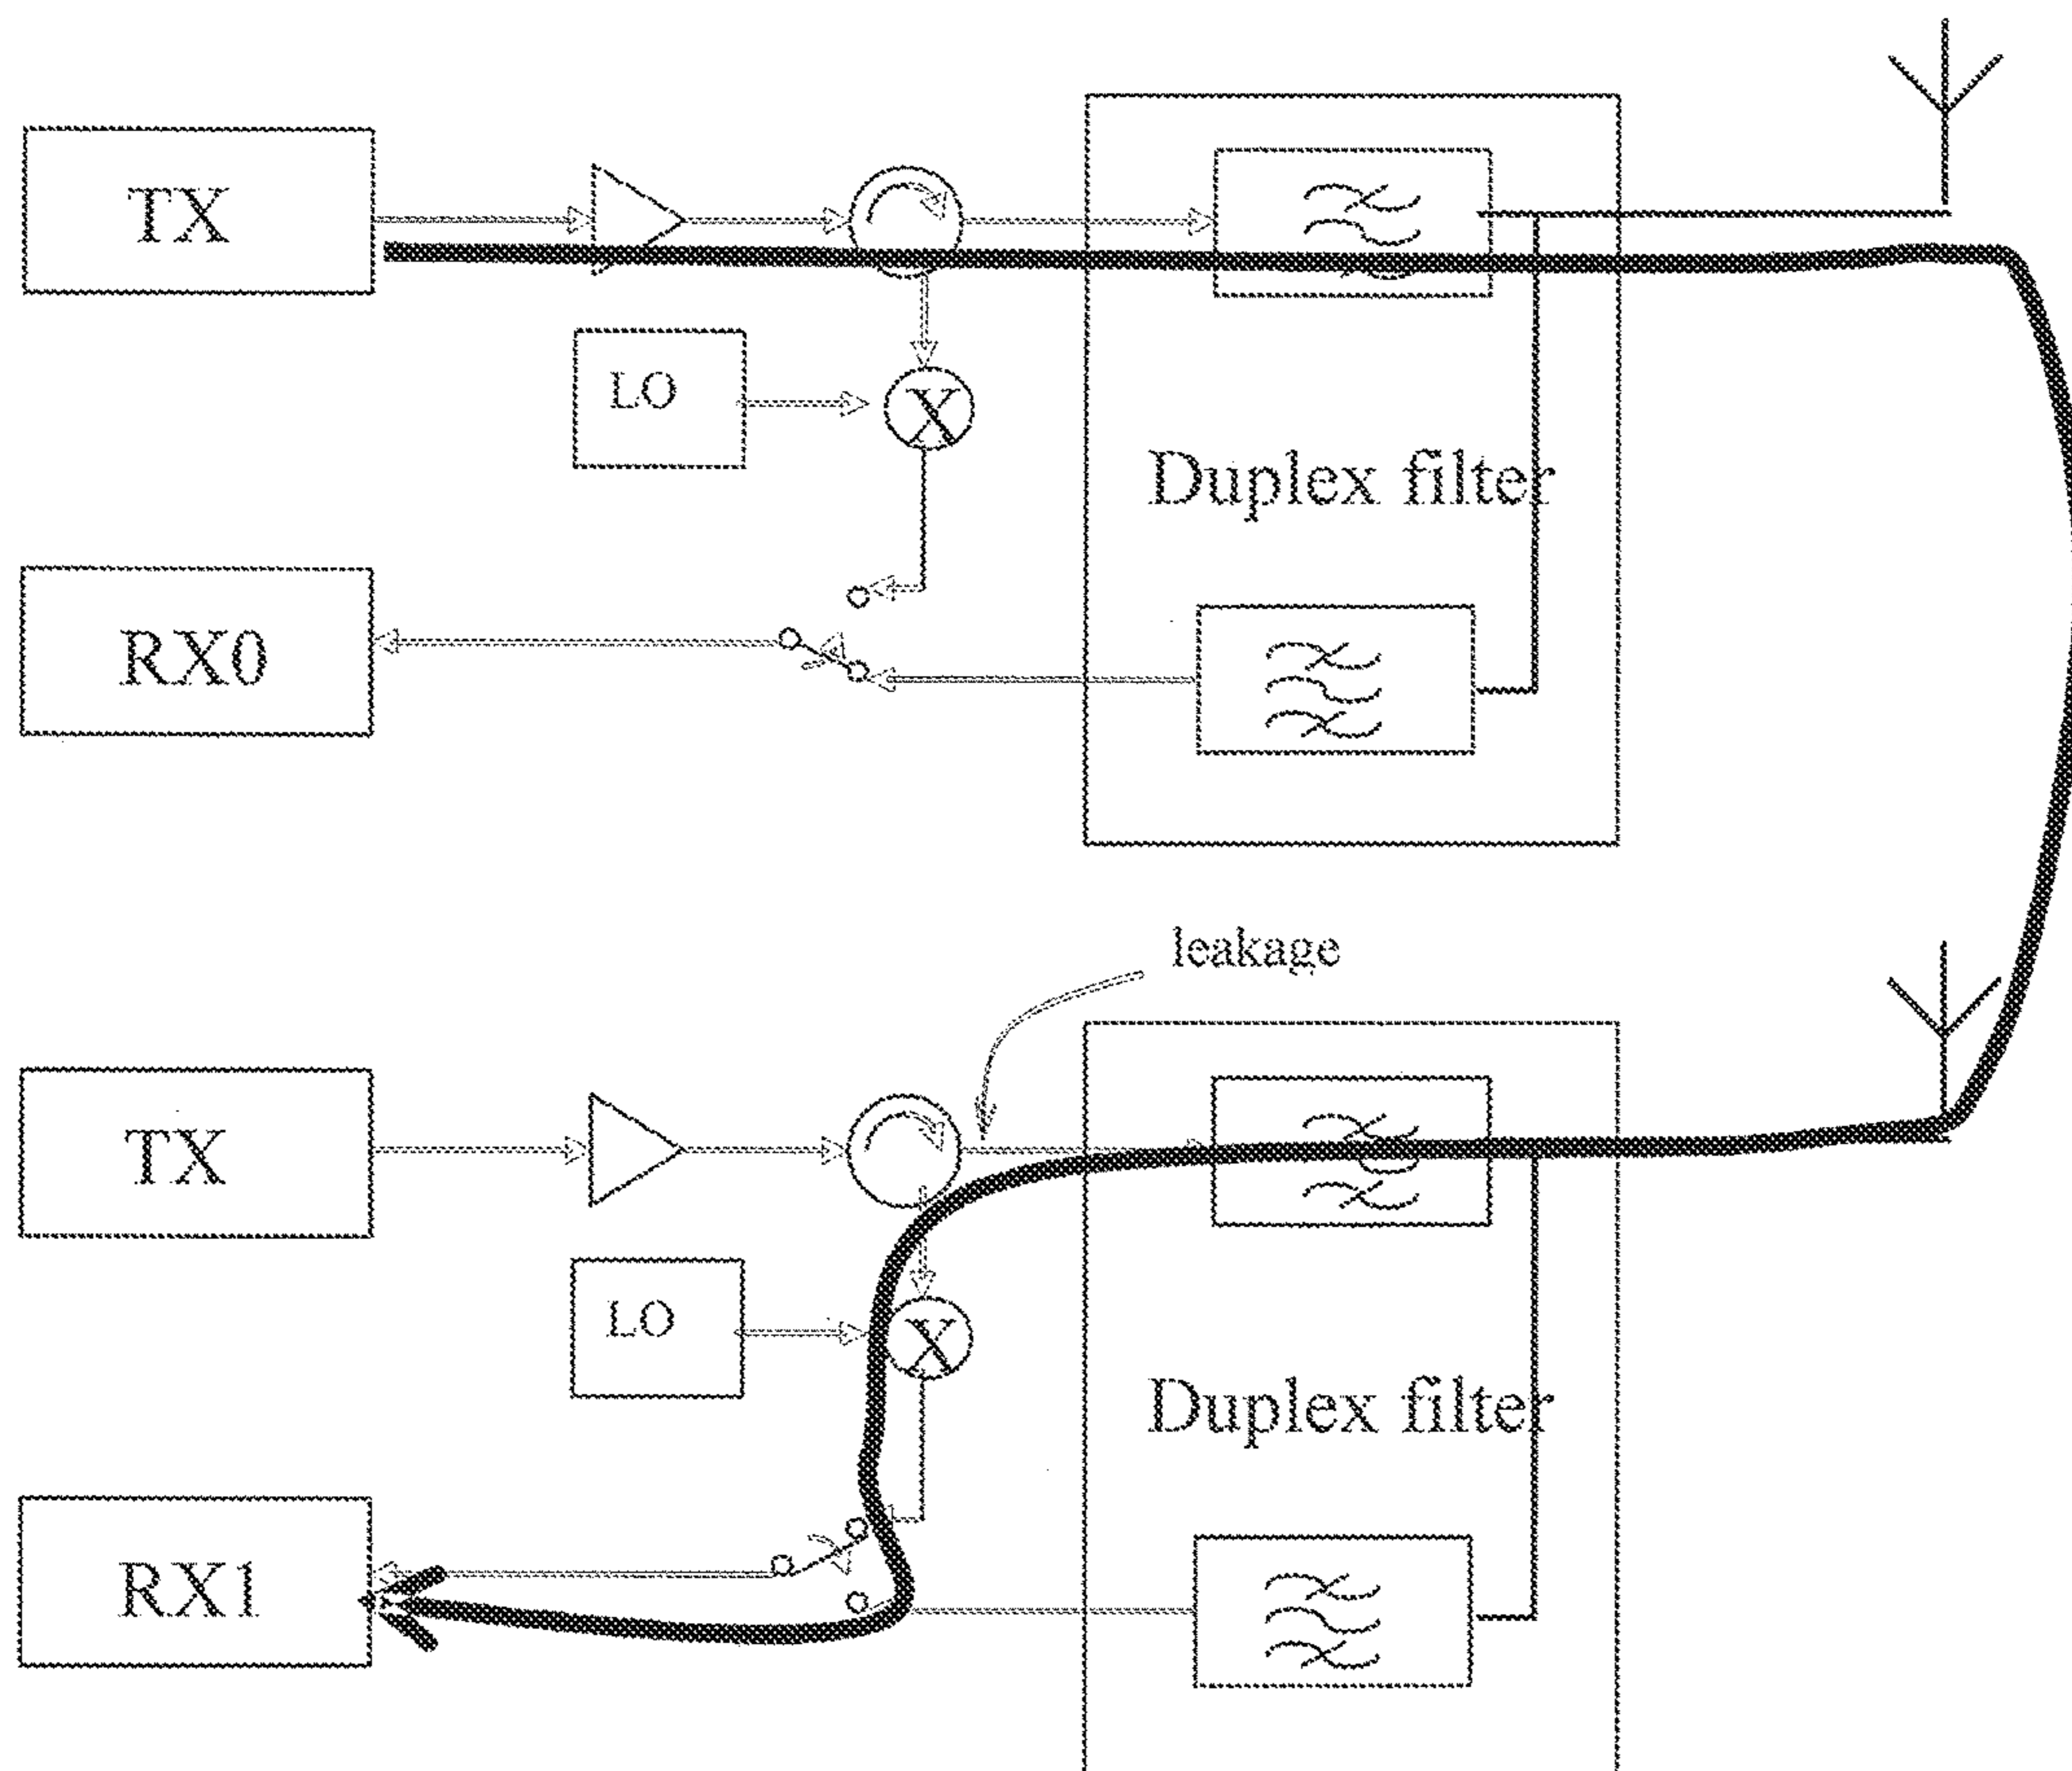 TX
LO
X
Duplex filter
RX0
leakage
TX
LO
X
Duplex filter
RX1